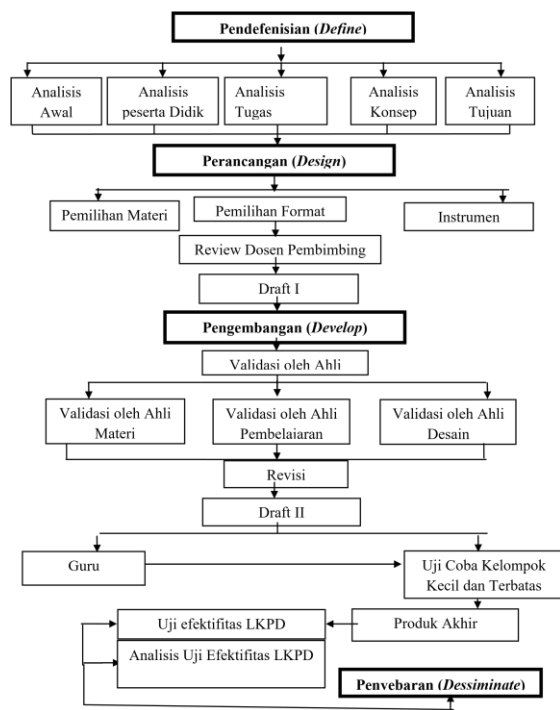 Pendefenisian (Define)
Analisis
Awal
Analisis
peserta Didik
Analisis
Tugas
Analisis
Konsep
Analisis
Tujuan
Perancangan (Design)
Pemilihan Materi
Pemilihan Format
Instrumen
Review Dosen Pembimbing
Draft I
Pengembangan (Develop)
Validasi oleh Ahli
Validasi oleh Ahli
Materi
Validasi oleh Ahli
Pembelaiaran
Validasi oleh Ahli
Desain
Revisi
Draft II
Guru
Uji Coba Kelompok
Kecil dan Terbatas
Uji efektifitas LKPD
Produk Akhir
Analisis Uji Efektifitas LKPD
Penyebaran (Dessiminate)